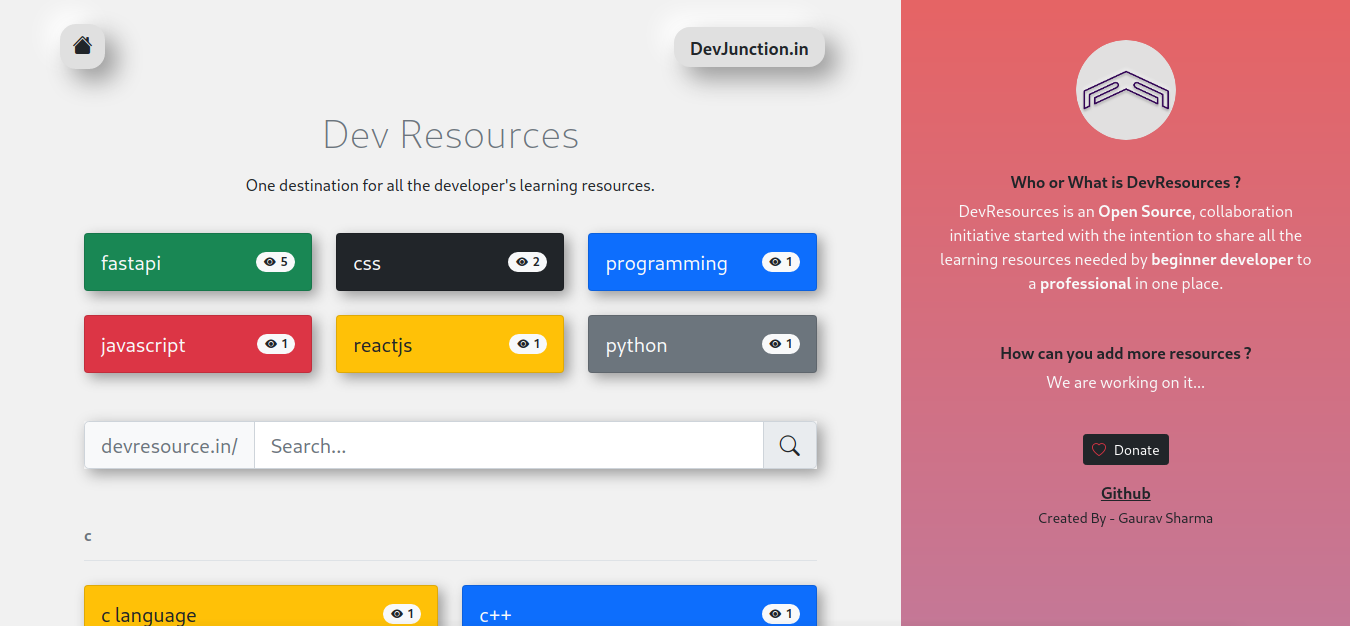 DevJunction.in
Dev Resources
One destination for all the developer's learning resources.
fastapi 5
css 2
programming 1
javascript 1
reactjs 1
python 1
devresource.in/ Search...
c
c language 1
c++ 1
Who or What is DevResources ?
DevResources is an Open Source, collaboration
initiative started with the intention to share all the
learning resources needed by beginner developer to
a professional in one place.
How can you add more resources ?
We are working on it...
Donate
Github
Created By - Gaurav Sharma